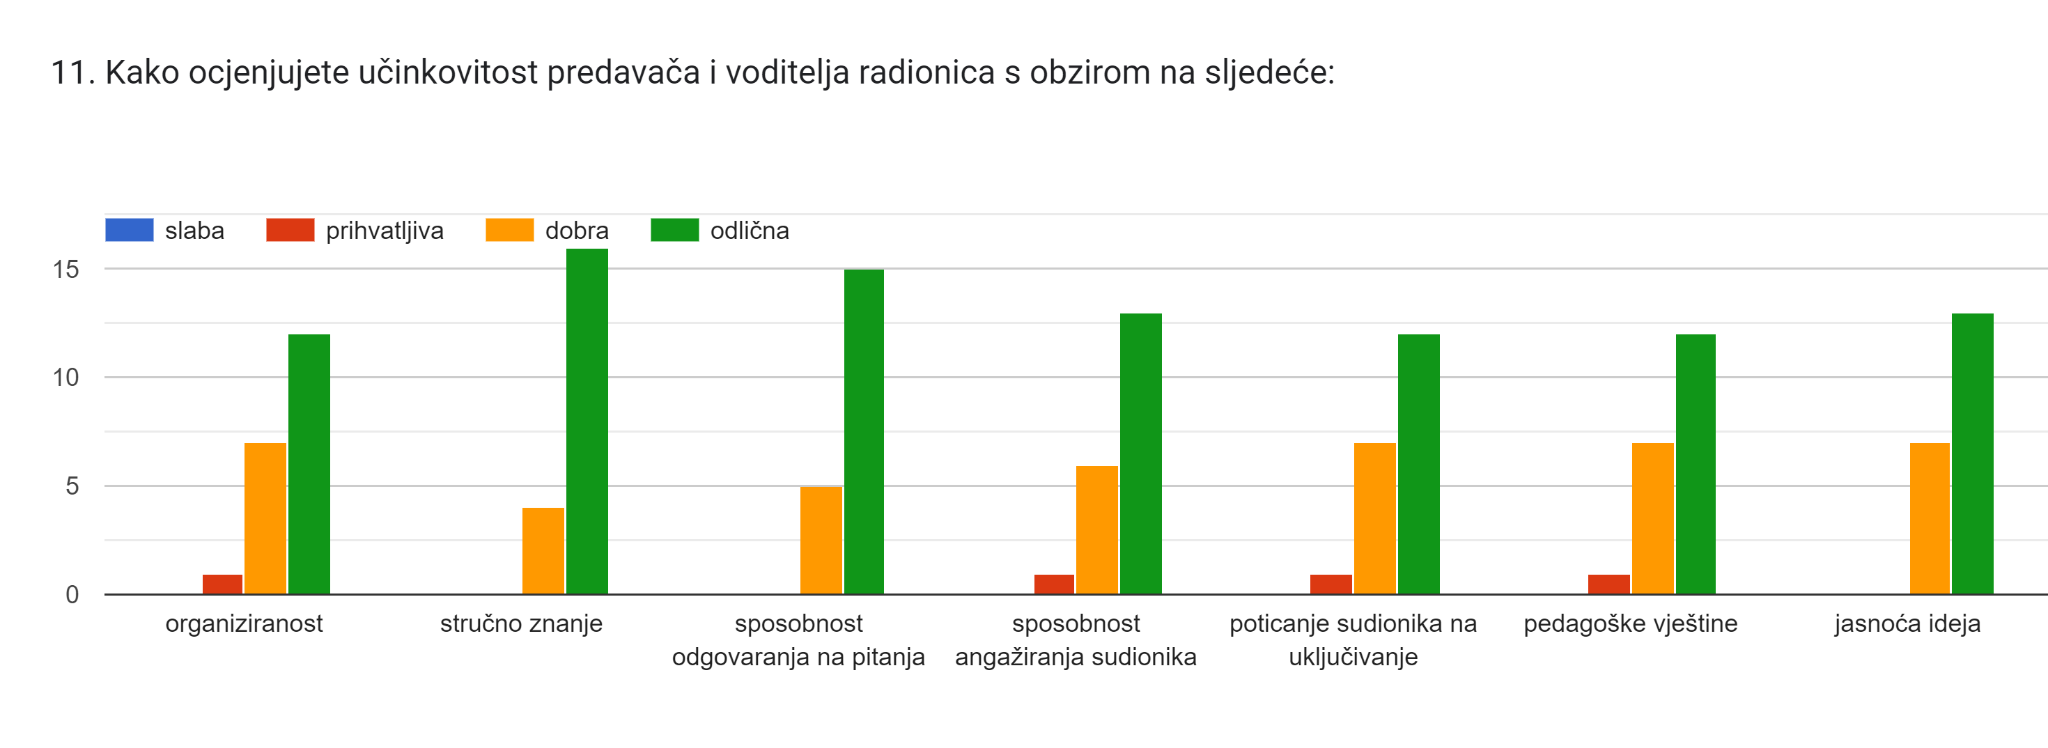 11. Kako ocjenjujete učinkovitost predavača i voditelja radionica s obzirom na sljedeće:
slaba prihvatljiva dobra odlična
15
10
5
0
organiziranost stručno znanje sposobnost sposobnost poticanje sudionika na pedagoške vještine jasnoća ideja
odgovaranja na pitanja angažiranja sudionika uključivanje